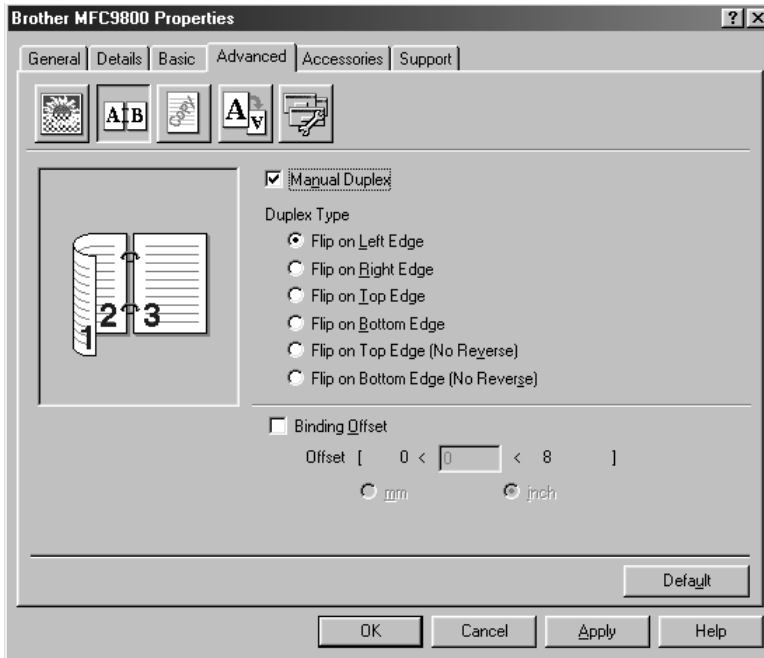 Brother MFC9800 Properties
General Details Basic Advanced Accessories Support
A B COPY A A
Manual Duplex
Duplex Type
Flip on Left Edge
Flip on Right Edge
Flip on Top Edge
Flip on Bottom Edge
Flip on Top Edge (No Reverse)
Flip on Bottom Edge (No Reverse)
1 2 3
Binding Offset
Offset [ 0 < 0 < 8 ]
mm inch
Default
OK Cancel Apply Help